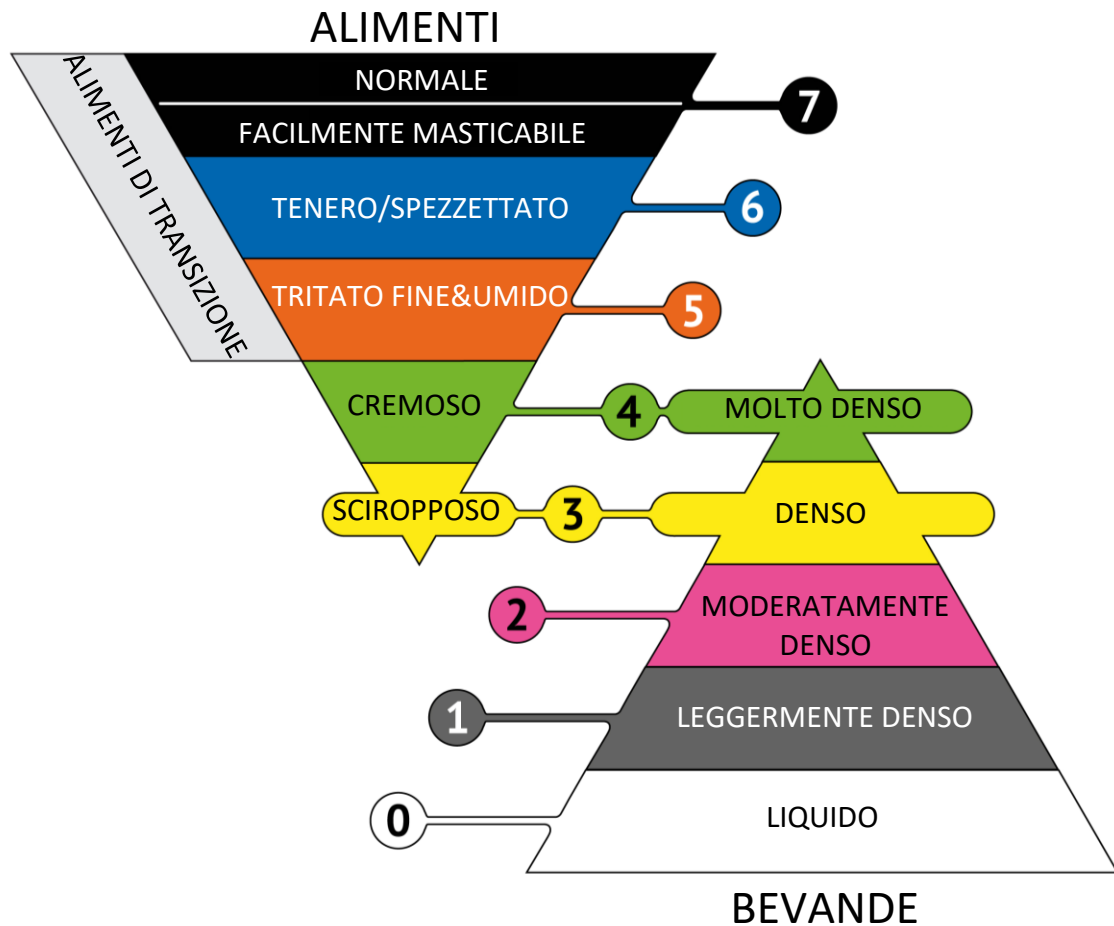 ALIMENTI
ALIMENTI DI TRANSIZIONE
NORMALE
7
FACILMENTE MASTICABILE
TENERO/SPEZZETTATO
6
TRITATO FINE&UMIDO
5
CREMOSO
4
MOLTO DENSO
SCIROPPOSO
3
DENSO
2
MODERATAMENTE
DENSO
1
LEGGERMENTE DENSO
0
LIQUIDO
BEVANDE